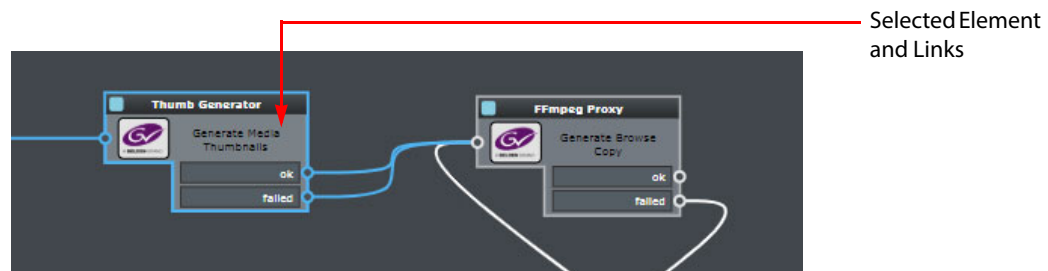 Selected Element
and Links
Thumb Generator
Generate Media
Thumbnails
ok
failed
FFmpeg Proxy
Generate Browse
Copy
ok
failed